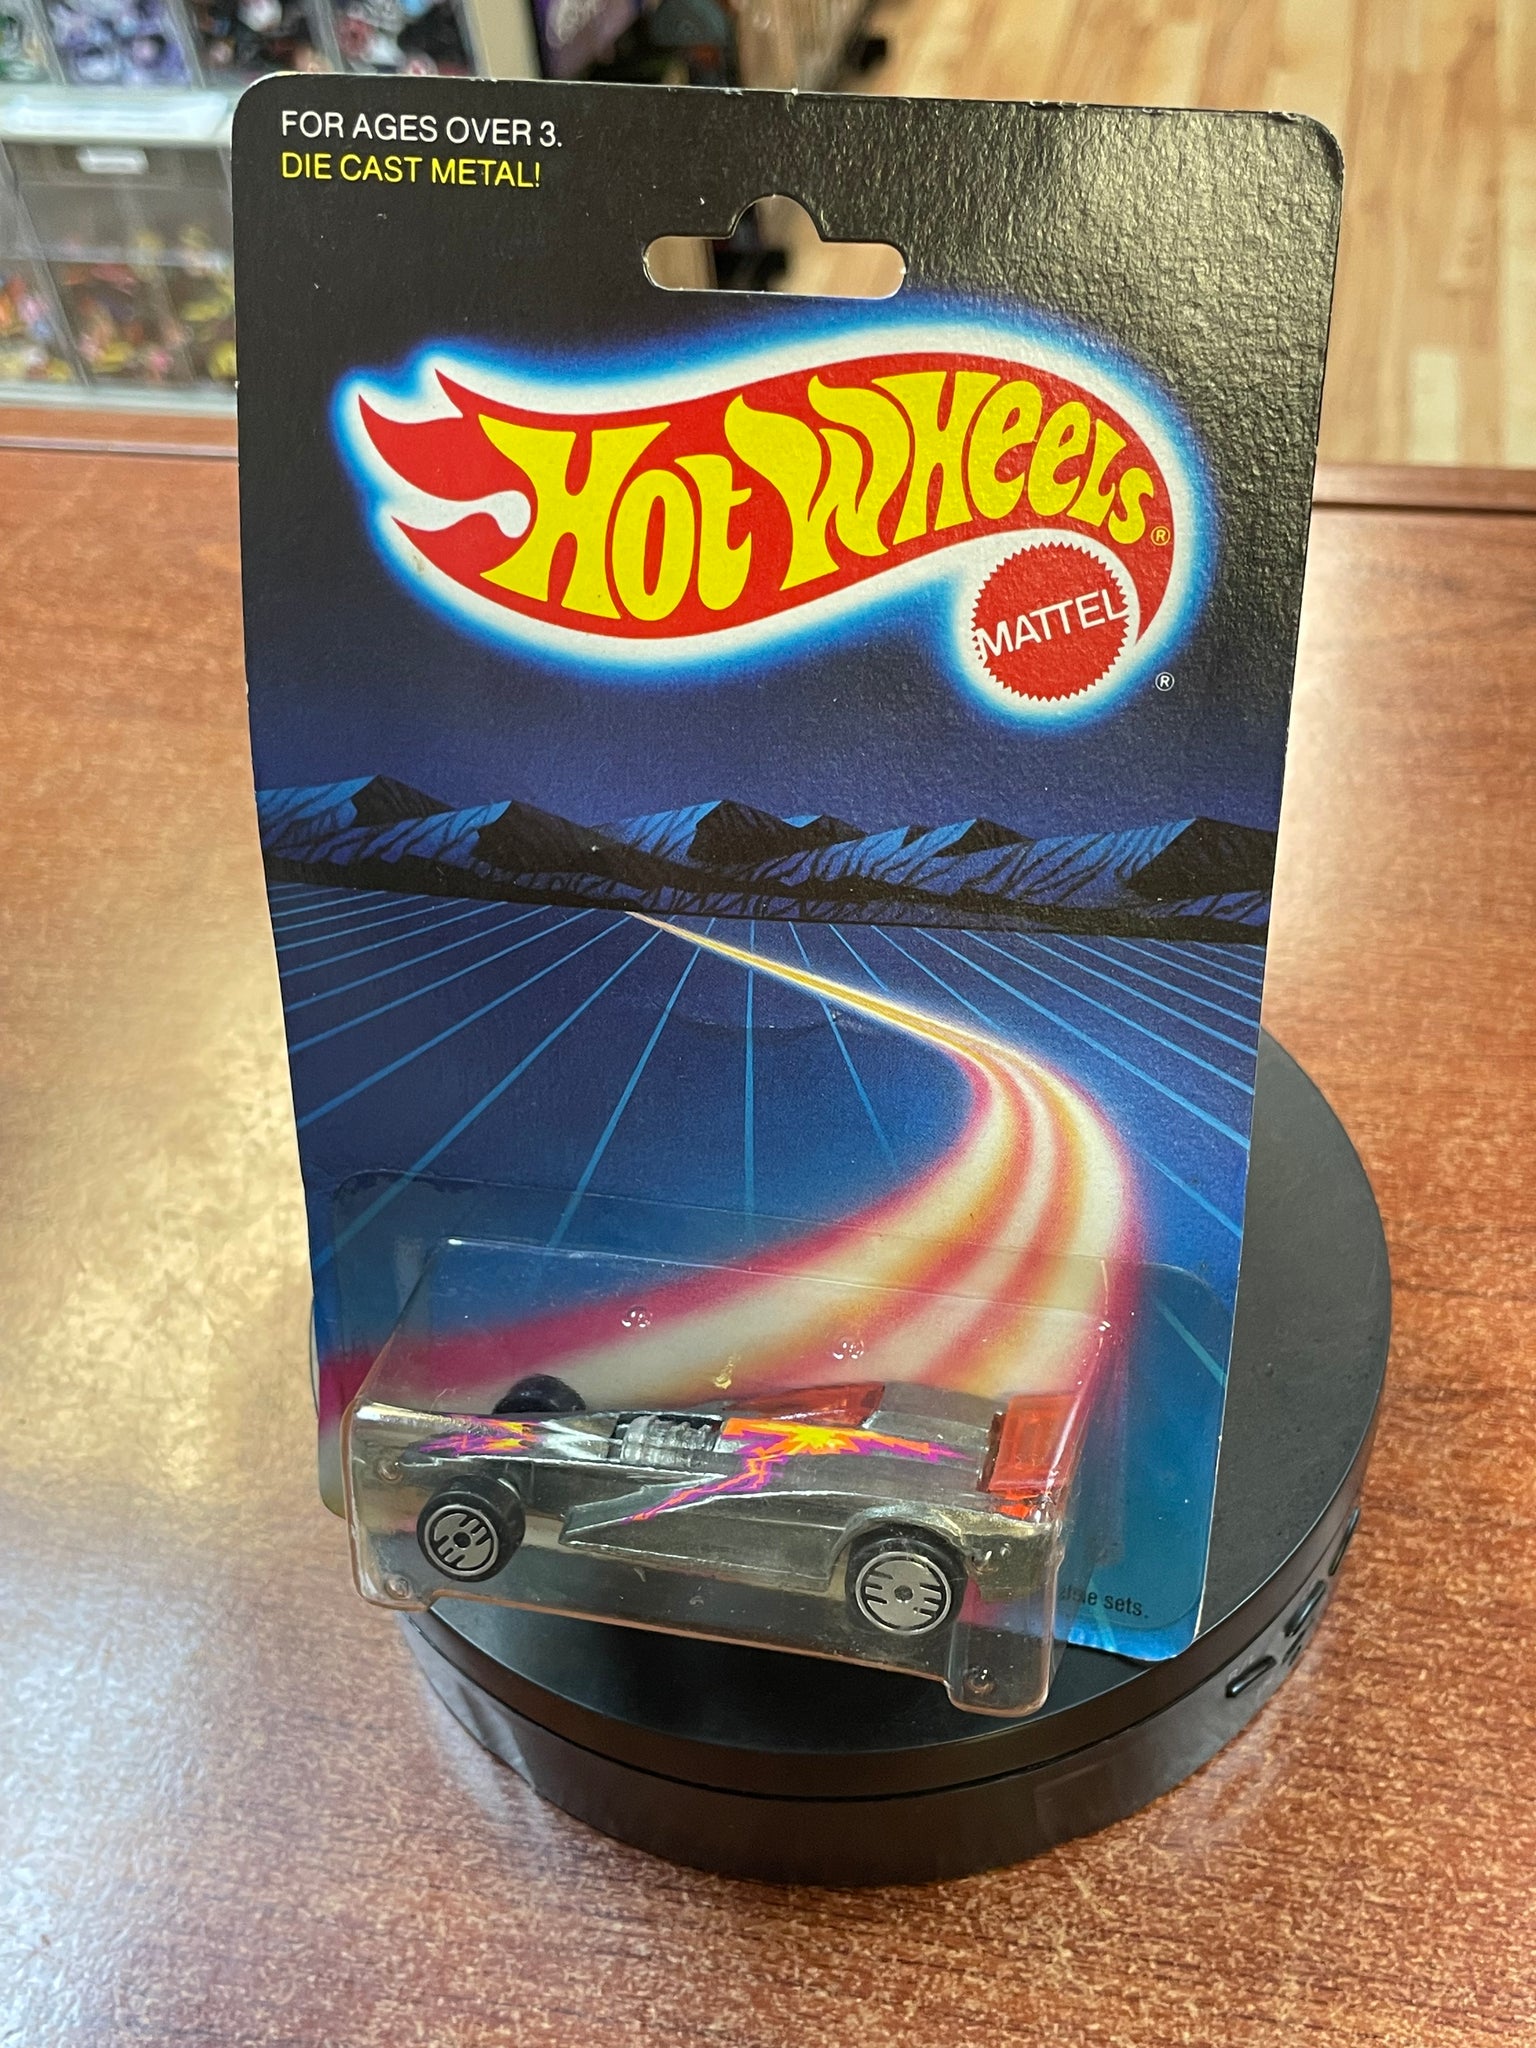 FOR AGES OVER 3.
DIE CAST METAL!
HOT WHEELS®
MATTEL
®
sets.